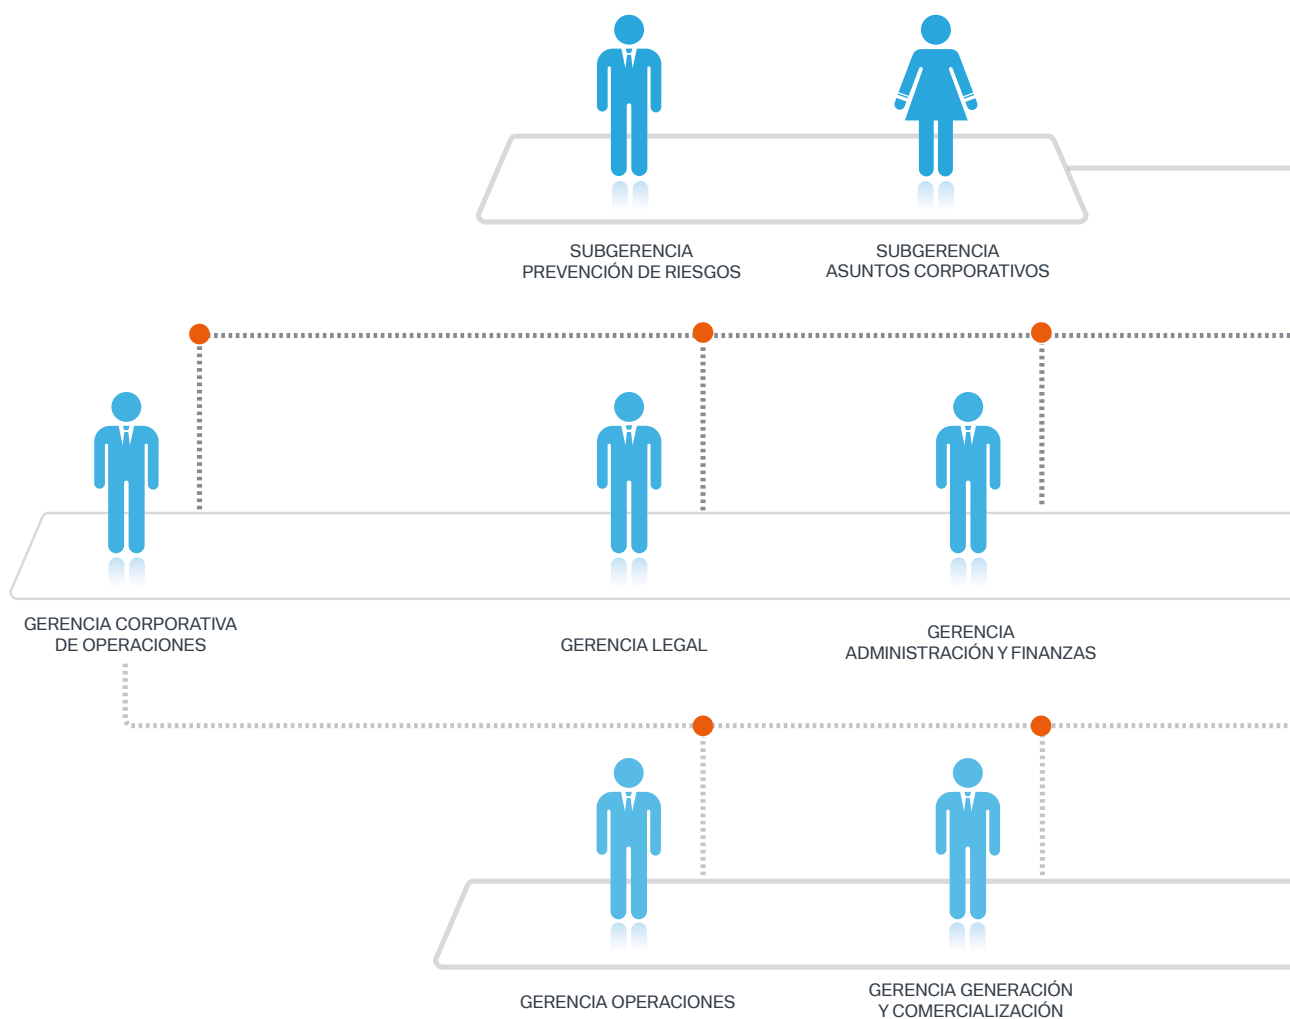 SUBGERENCIA
PREVENCIÓN DE RIESGOS
SUBGERENCIA
ASUNTOS CORPORATIVOS
GERENCIA CORPORATIVA
DE OPERACIONES
GERENCIA LEGAL
GERENCIA
ADMINISTRACIÓN Y FINANZAS
GERENCIA OPERACIONES
GERENCIA GENERACIÓN
Y COMERCIALIZACIÓN